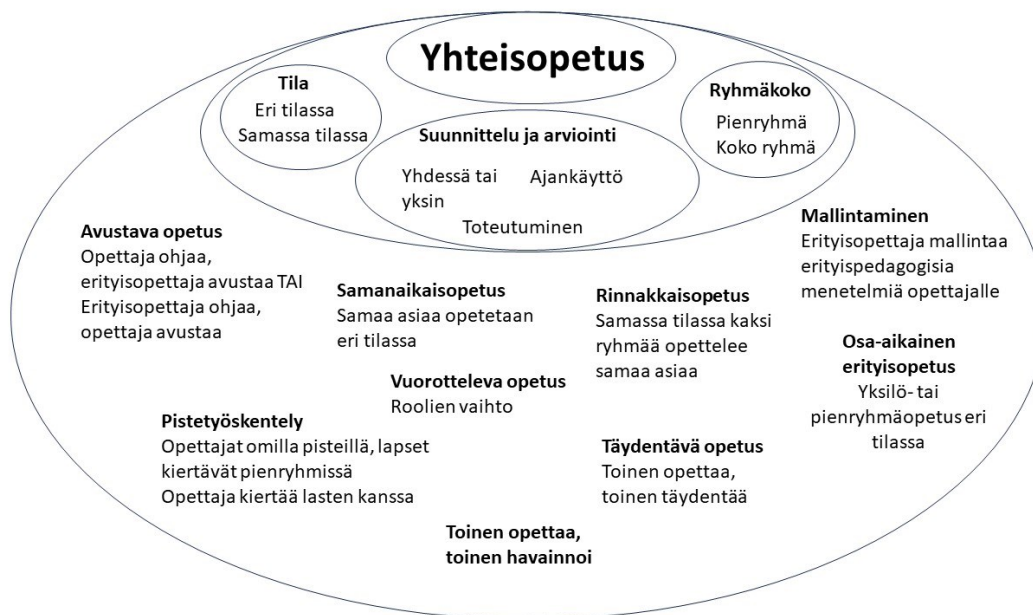 Yhteisopetus
Tila
Eri tilassa
Samassa tilassa
Ryhmäkoko
Pienryhmä
Koko ryhmä
Suunnittelu ja arviointi
Yhdessä tai
yksin
Ajankäyttö
Toteutuminen
Avustava opetus
Opettaja ohjaa,
erityisopettaja avustaa TAI
Erityisopettaja ohjaa,
opettaja avustaa
Samanaikaisopetus
Samaa asiaa opetetaan
eri tilassa
Rinnakkaisopetus
Samassa tilassa kaksi
ryhmää opettelee
samaa asiaa
Mallintaminen
Erityisopettaja mallintaa
erityispedagogisia
menetelmiä opettajalle
Osa-aikainen
erityisopetus
Yksilö- tai
pienryhmäopetus eri
tilassa
Vuorotteleva opetus
Roolien vaihto
Pistetyöskentely
Opettajat omilla pisteillä, lapset
kiertävät pienryhmissä
Opettaja kiertää lasten kanssa
Täydentävä opetus
Toinen opettaa,
toinen täydentää
Toinen opettaa,
toinen havainnoi